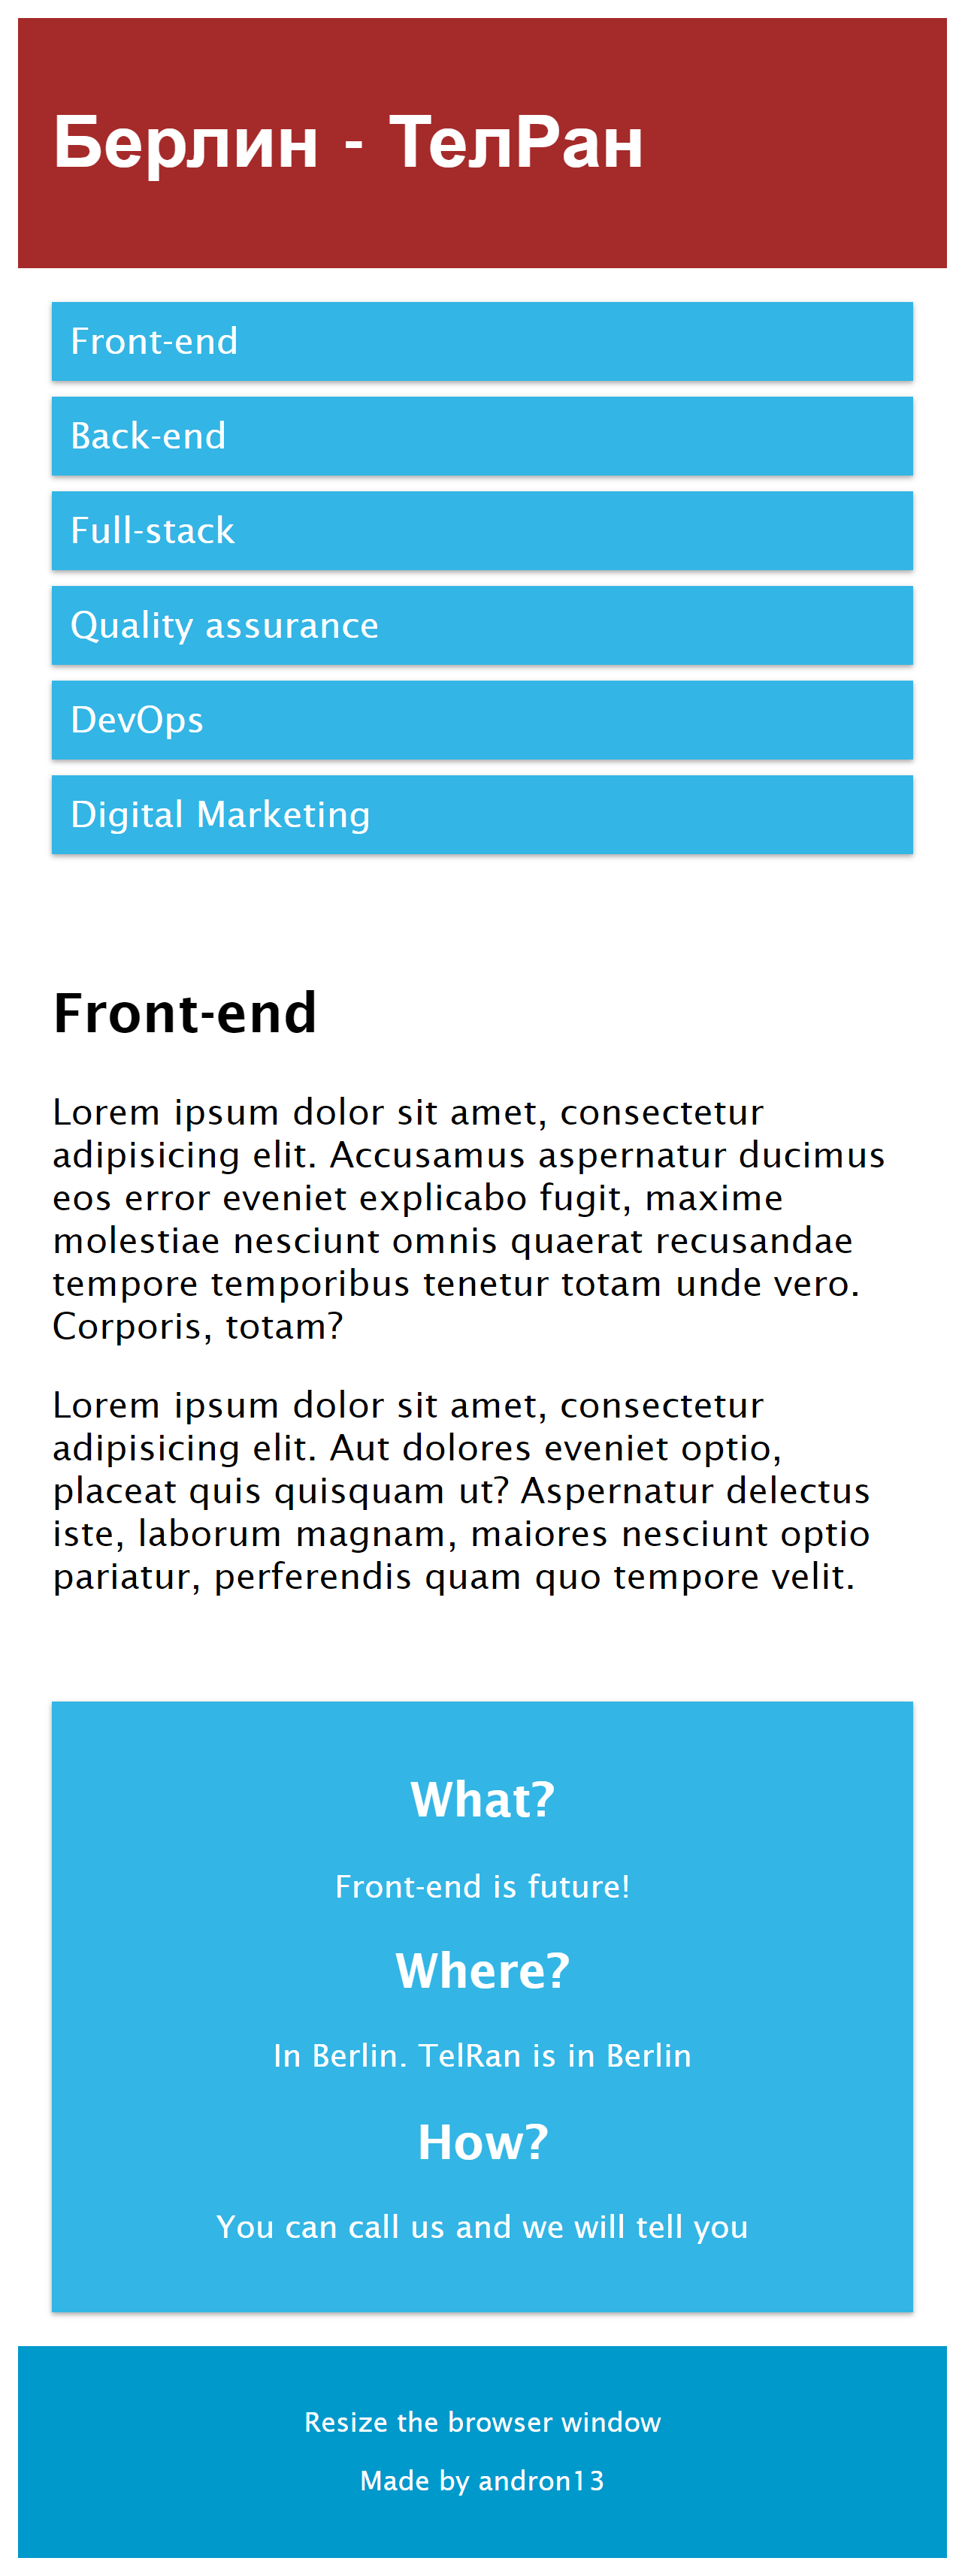 Берлин - ТелРан
Front-end
Back-end
Full-stack
Quality assurance
DevOps
Digital Marketing
Front-end
Lorem ipsum dolor sit amet, consectetur
adipisicing elit. Accusamus aspernatur ducimus
eos error eveniet explicabo fugit, maxime
molestiae nesciunt omnis quaerat recusandae
tempore temporibus tenetur totam unde vero.
Corporis, totam?
Lorem ipsum dolor sit amet, consectetur
adipisicing elit. Aut dolores eveniet optio,
placeat quis quisquam ut? Aspernatur delectus
iste, laborum magnam, maiores nesciunt optio
pariatur, perferendis quam quo tempore velit.
What?
Front-end is future!
Where?
In Berlin. TelRan is in Berlin
How?
You can call us and we will tell you
Resize the browser window
Made by andron13